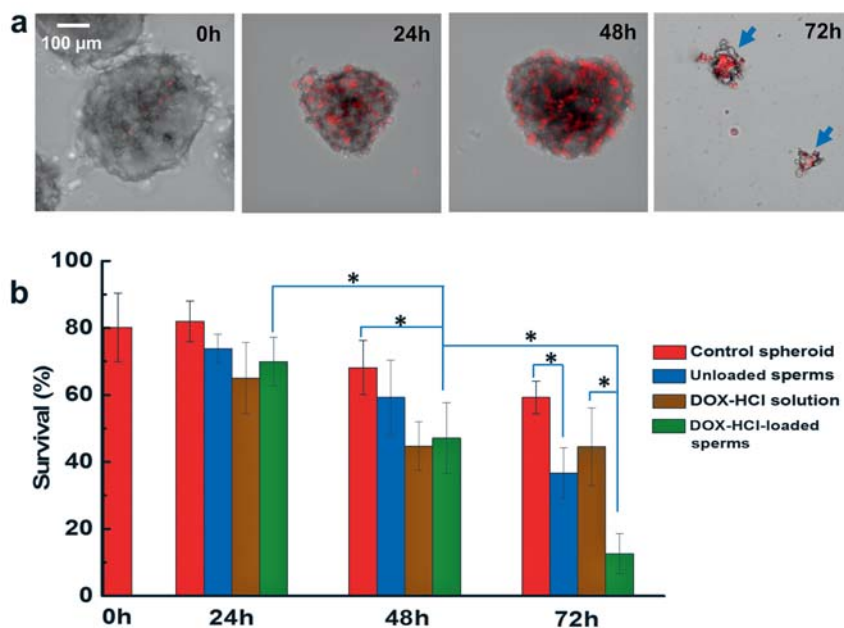 a
100 µm
0h
24h
48h
72h
b
Survival (%)
100
80
60
40
20
0
0h
24h
48h
72h
*
*
*
*
*
Control spheroid
Unloaded sperms
DOX-HCl solution
DOX-HCl-loaded
sperms